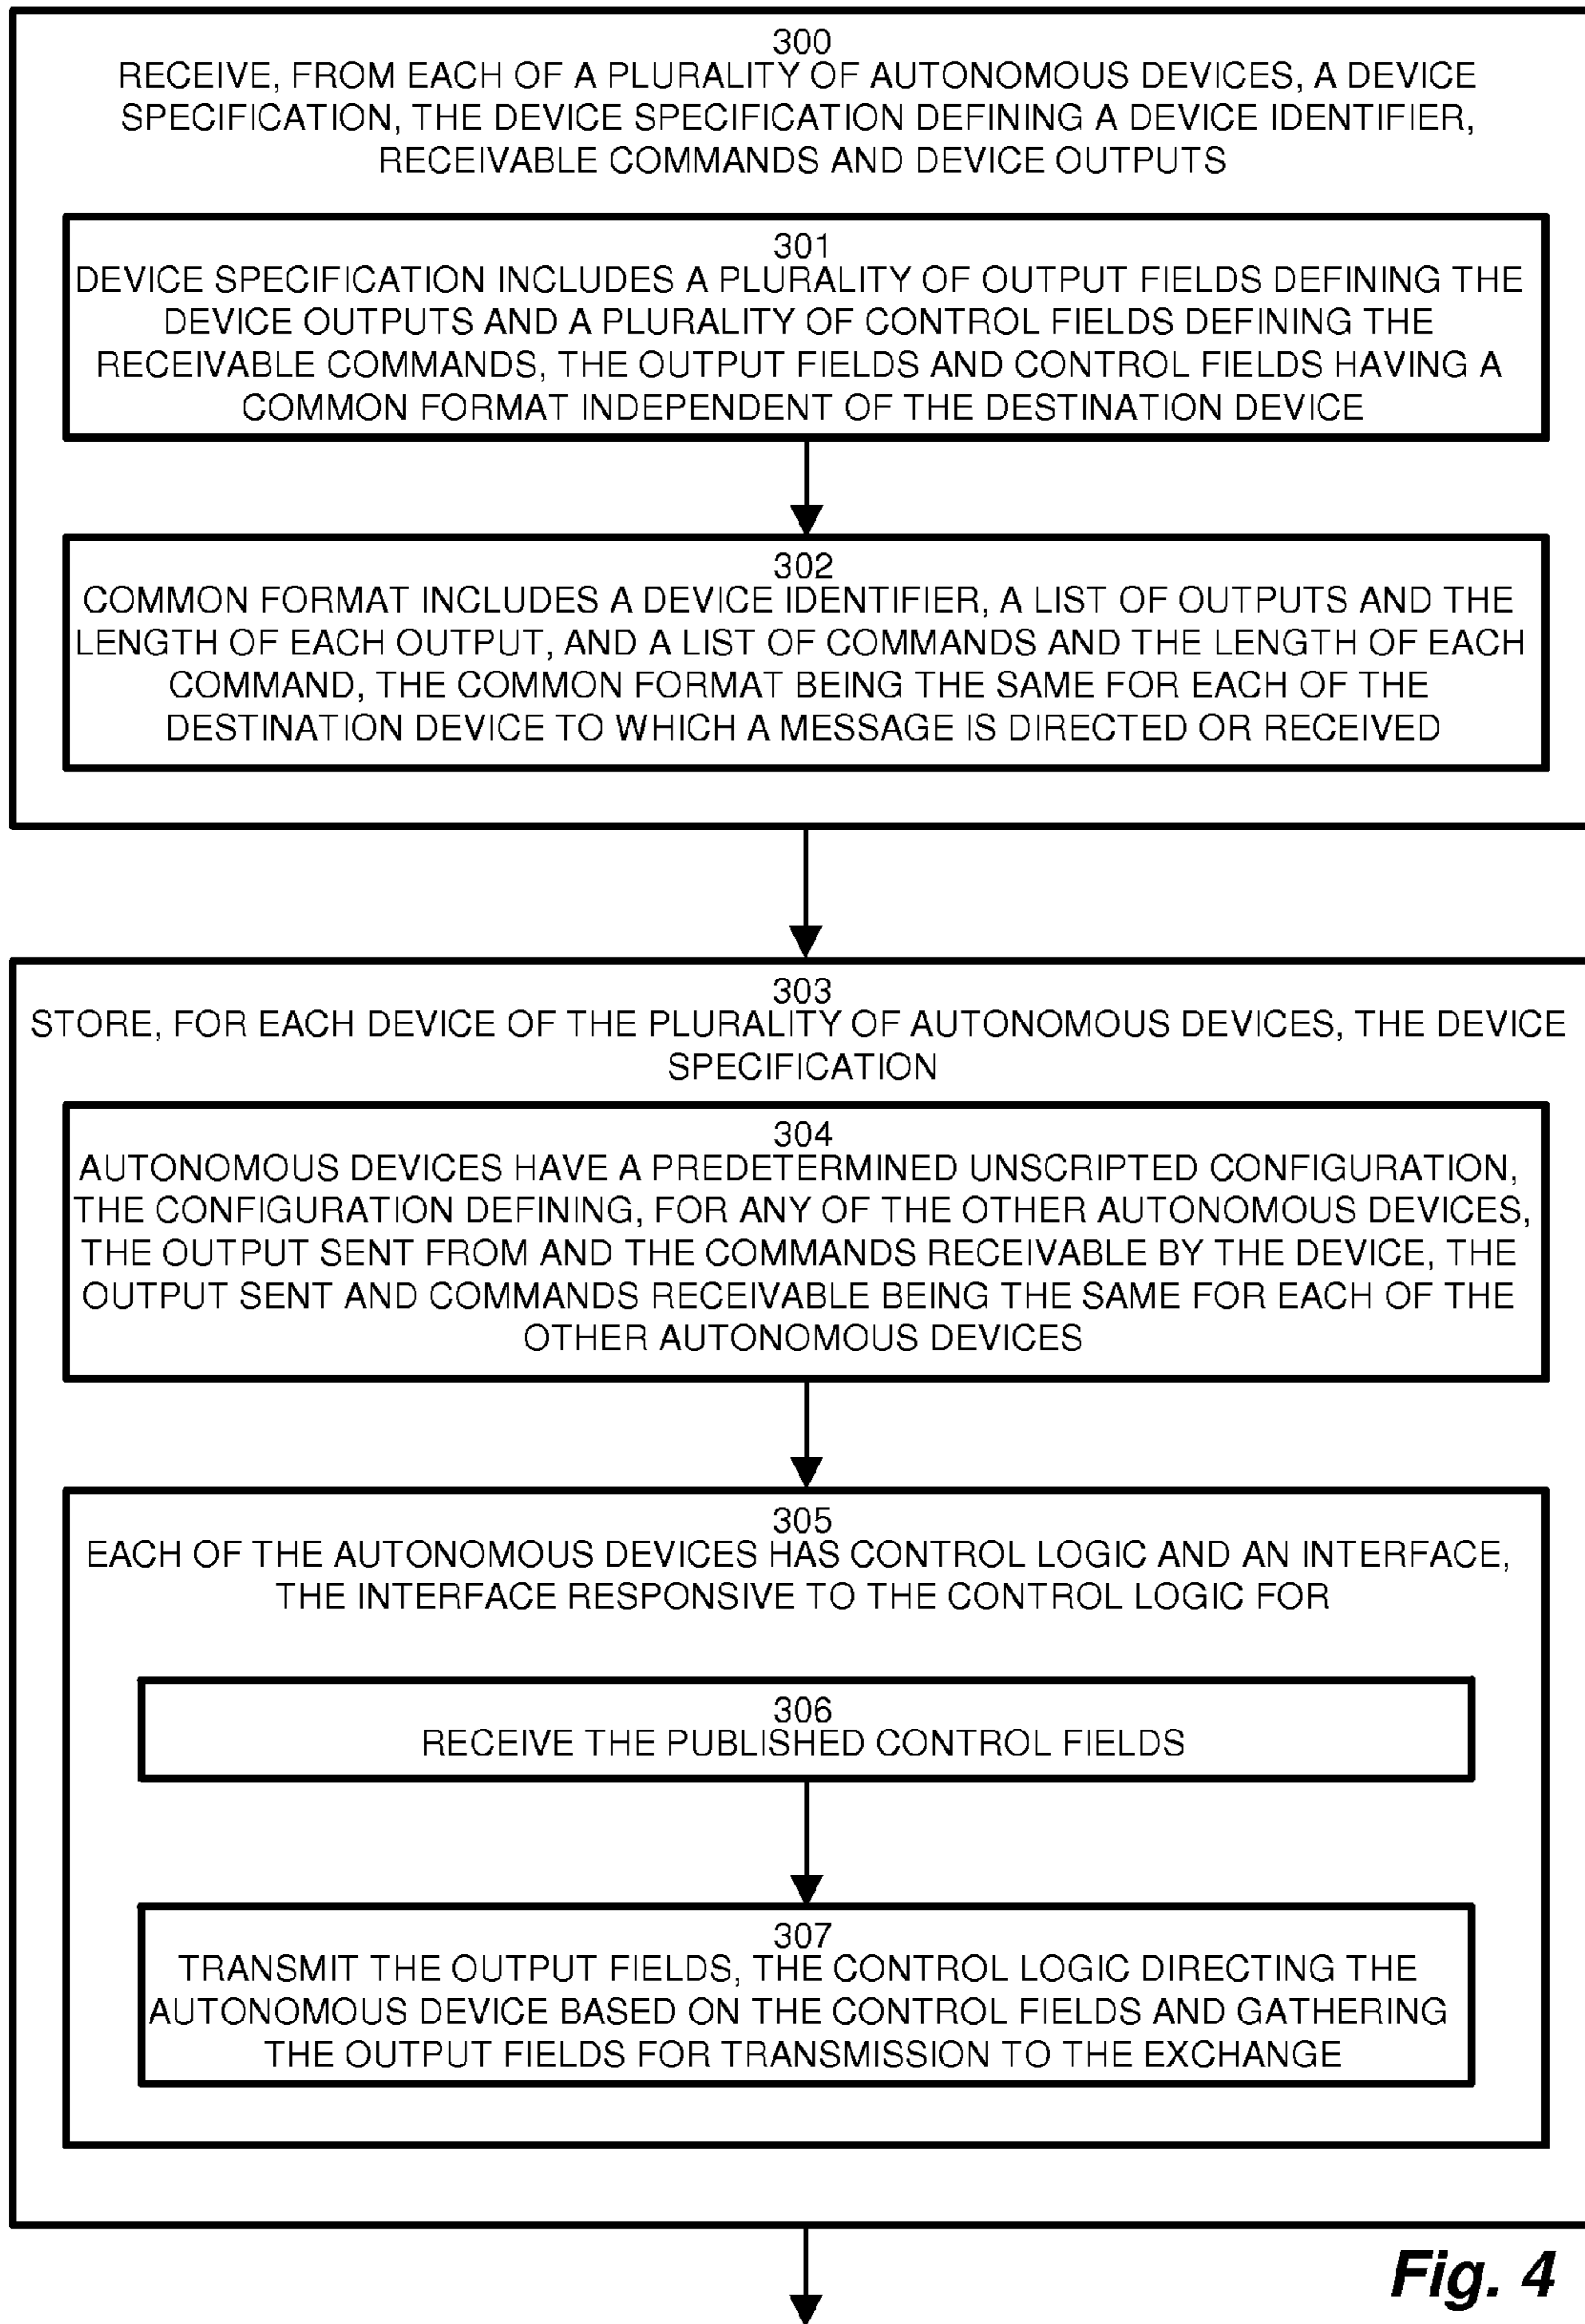 300
RECEIVE, FROM EACH OF A PLURALITY OF AUTONOMOUS DEVICES, A DEVICE
SPECIFICATION, THE DEVICE SPECIFICATION DEFINING A DEVICE IDENTIFIER,
RECEIVABLE COMMANDS AND DEVICE OUTPUTS
301
DEVICE SPECIFICATION INCLUDES A PLURALITY OF OUTPUT FIELDS DEFINING THE
DEVICE OUTPUTS AND A PLURALITY OF CONTROL FIELDS DEFINING THE
RECEIVABLE COMMANDS, THE OUTPUT FIELDS AND CONTROL FIELDS HAVING A
COMMON FORMAT INDEPENDENT OF THE DESTINATION DEVICE
302
COMMON FORMAT INCLUDES A DEVICE IDENTIFIER, A LIST OF OUTPUTS AND THE
LENGTH OF EACH OUTPUT, AND A LIST OF COMMANDS AND THE LENGTH OF EACH
COMMAND, THE COMMON FORMAT BEING THE SAME FOR EACH OF THE
DESTINATION DEVICE TO WHICH A MESSAGE IS DIRECTED OR RECEIVED
303
STORE, FOR EACH DEVICE OF THE PLURALITY OF AUTONOMOUS DEVICES, THE DEVICE
SPECIFICATION
304
AUTONOMOUS DEVICES HAVE A PREDETERMINED UNSCRIPTED CONFIGURATION,
THE CONFIGURATION DEFINING, FOR ANY OF THE OTHER AUTONOMOUS DEVICES,
THE OUTPUT SENT FROM AND THE COMMANDS RECEIVABLE BY THE DEVICE, THE
OUTPUT SENT AND COMMANDS RECEIVABLE BEING THE SAME FOR EACH OF THE
OTHER AUTONOMOUS DEVICES
305
EACH OF THE AUTONOMOUS DEVICES HAS CONTROL LOGIC AND AN INTERFACE,
THE INTERFACE RESPONSIVE TO THE CONTROL LOGIC FOR
306
RECEIVE THE PUBLISHED CONTROL FIELDS
307
TRANSMIT THE OUTPUT FIELDS, THE CONTROL LOGIC DIRECTING THE
AUTONOMOUS DEVICE BASED ON THE CONTROL FIELDS AND GATHERING
THE OUTPUT FIELDS FOR TRANSMISSION TO THE EXCHANGE
Fig. 4